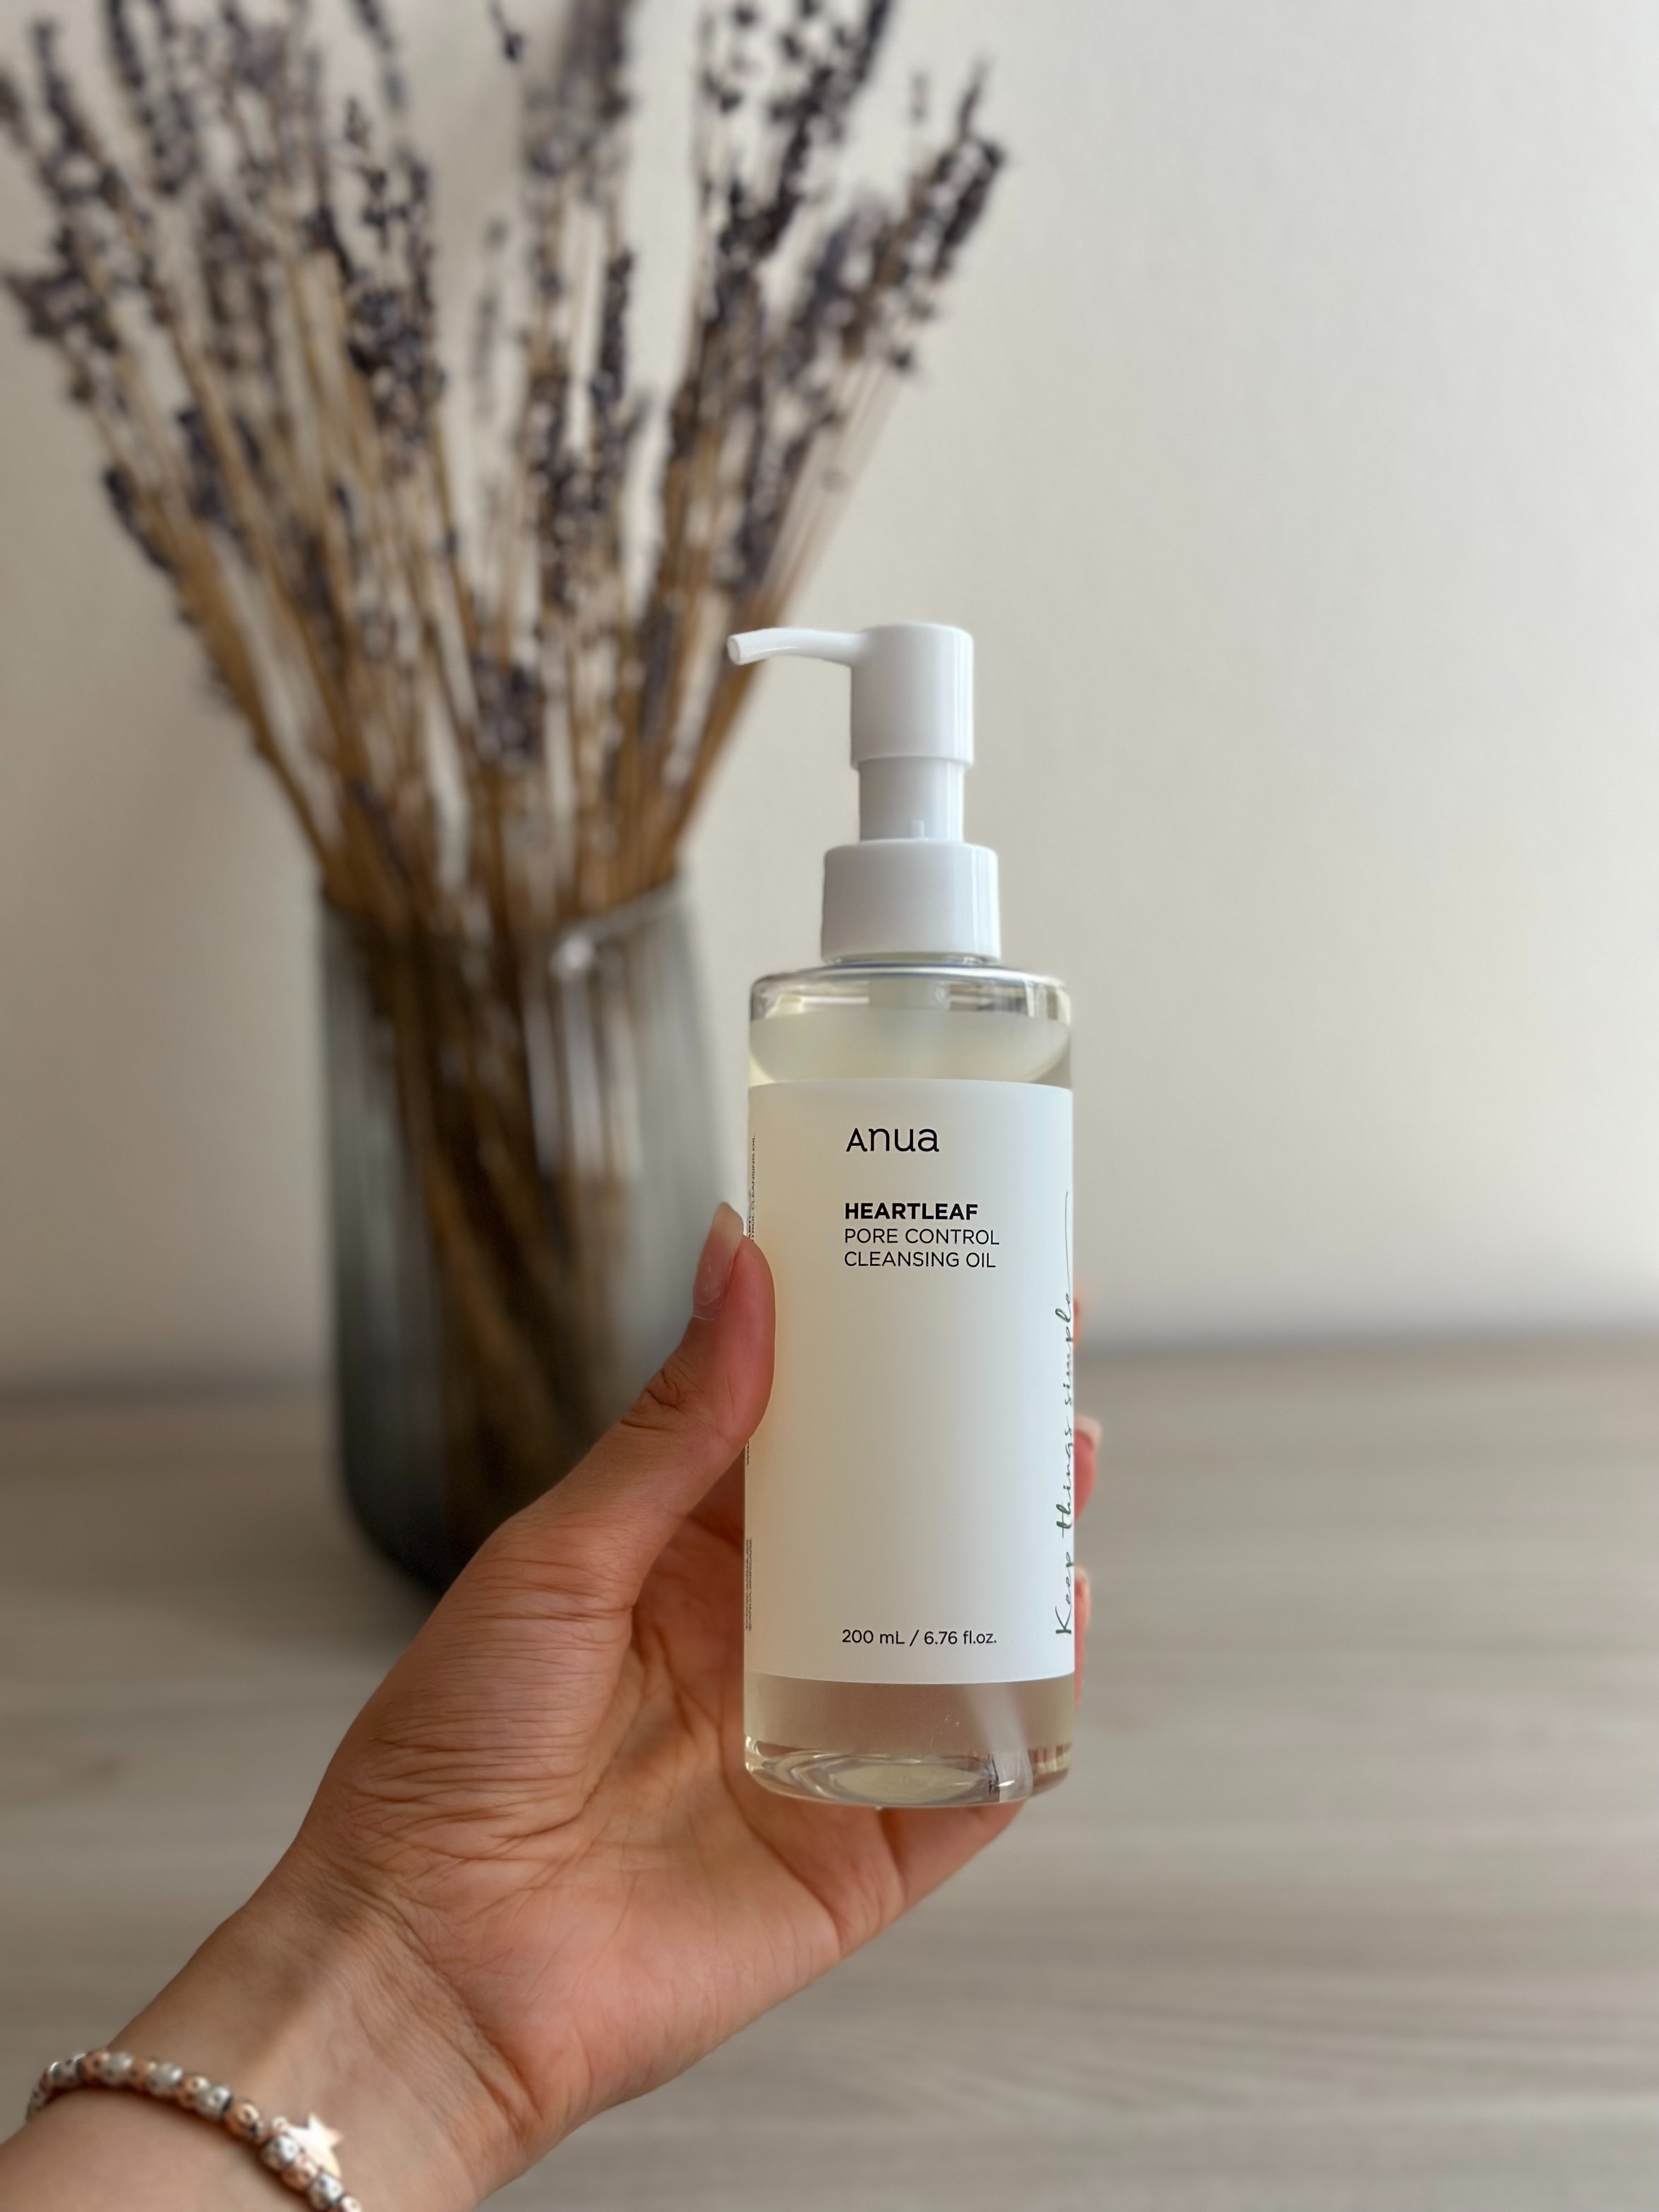 Anua
HEARTLEAF
PORE CONTROL
CLEANSING OIL
Keep things simple
200 mL / 6.76 fl.oz.